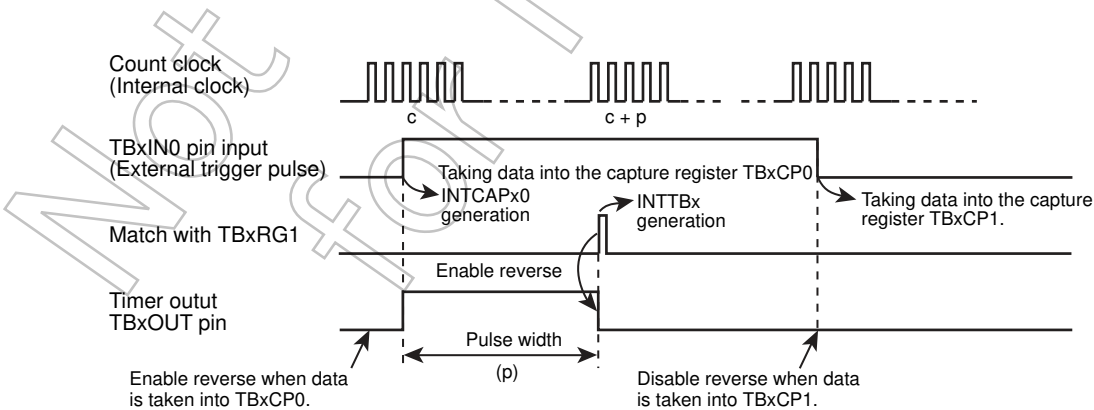 Not
for
Count clock
(Internal clock)
c
c + p
TBxIN0 pin input
(External trigger pulse)
Taking data into the capture register TBxCP0
INTCAPx0
generation
INTTBx
generation
Taking data into the capture
register TBxCP1.
Match with TBxRG1
Enable reverse
Timer outut
TBxOUT pin
Pulse width
(p)
Enable reverse when data
is taken into TBxCP0.
Disable reverse when data
is taken into TBxCP1.